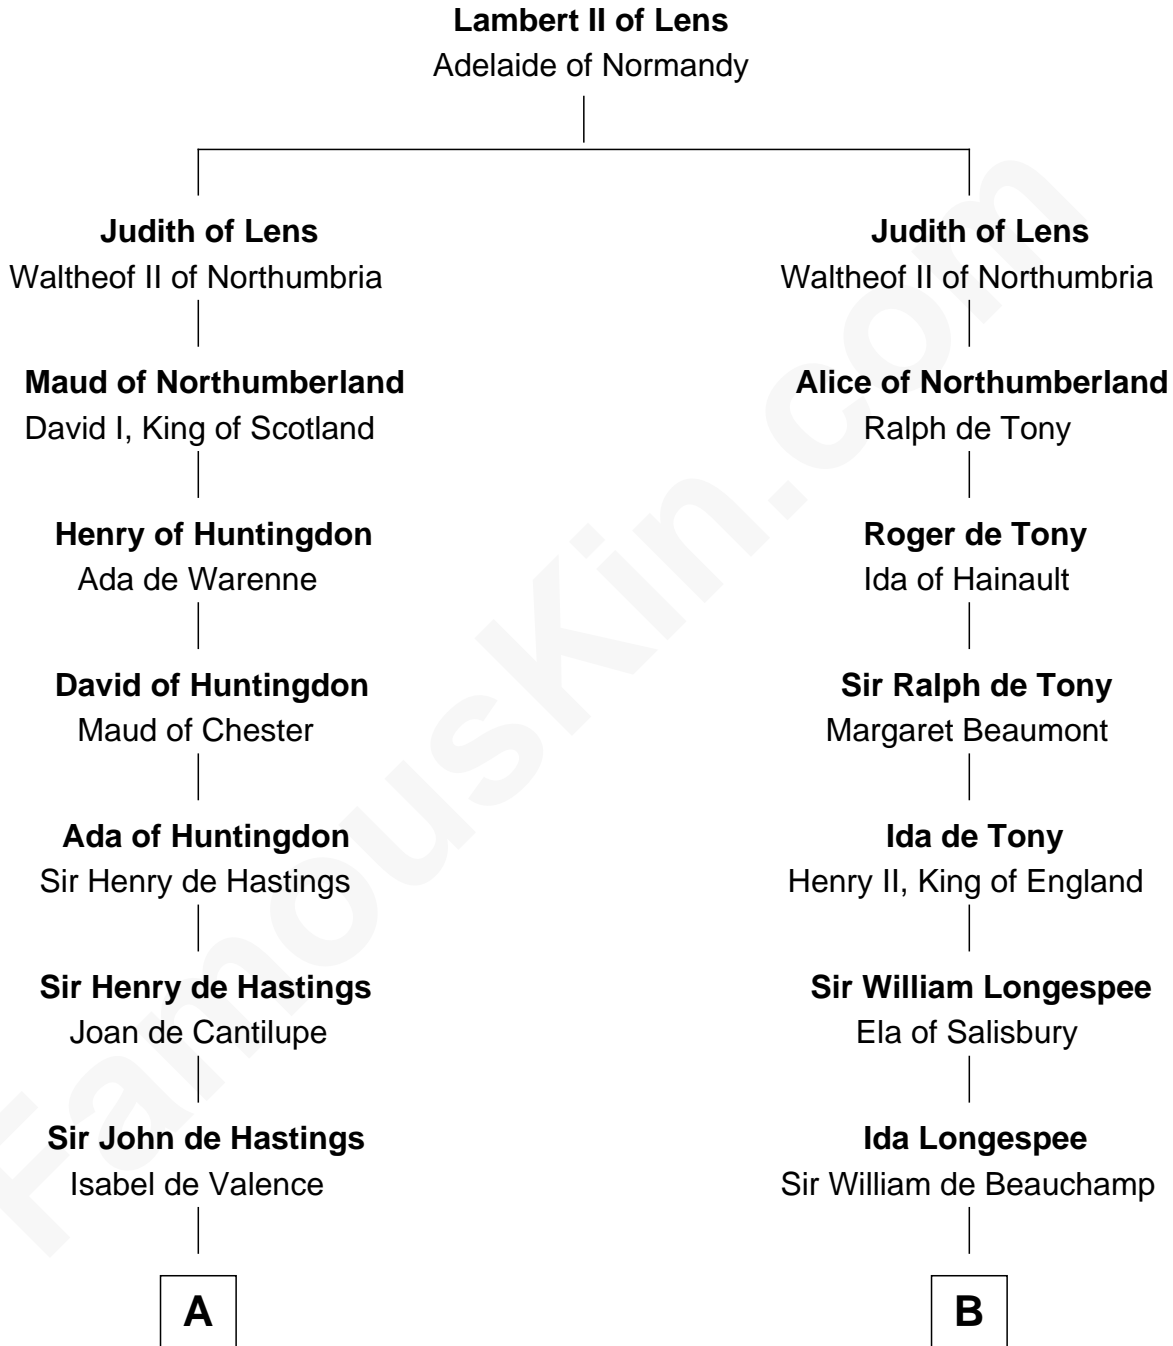 Lambert II of Lens
Adelaide of Normandy
Judith of Lens
Waltheof II of Northumbria
Judith of Lens
Waltheof II of Northumbria
Maud of Northumberland
David I, King of Scotland
Alice of Northumberland
Ralph de Tony
Henry of Huntingdon
Ada de Warenne
Roger de Tony
Ida of Hainault
David of Huntingdon
Maud of Chester
Sir Ralph de Tony
Margaret Beaumont
Ada of Huntingdon
Sir Henry de Hastings
Ida de Tony
Henry II, King of England
Sir Henry de Hastings
Joan de Cantilupe
Sir William Longespee
Ela of Salisbury
Sir John de Hastings
Isabel de Valence
Ida Longespee
Sir William de Beauchamp
A
B
FamousKin.com